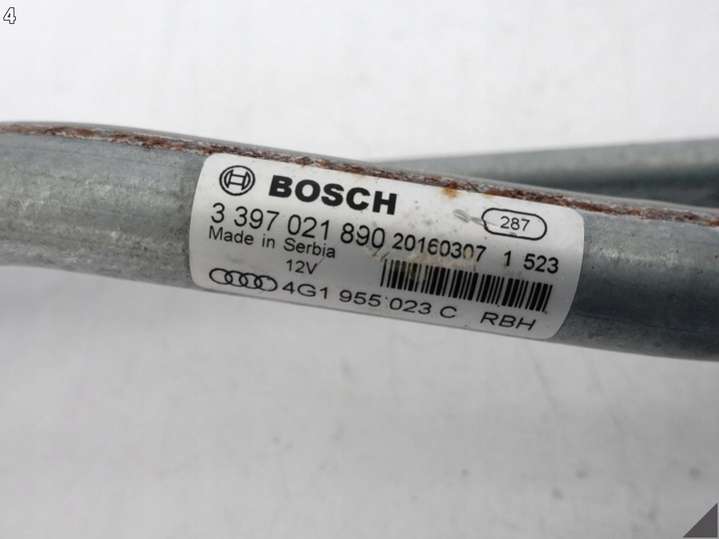 4
BOSCH
287
3 397 021 890 20160307 1 523
Made in Serbia
12V
4G1 955 023 C RBH